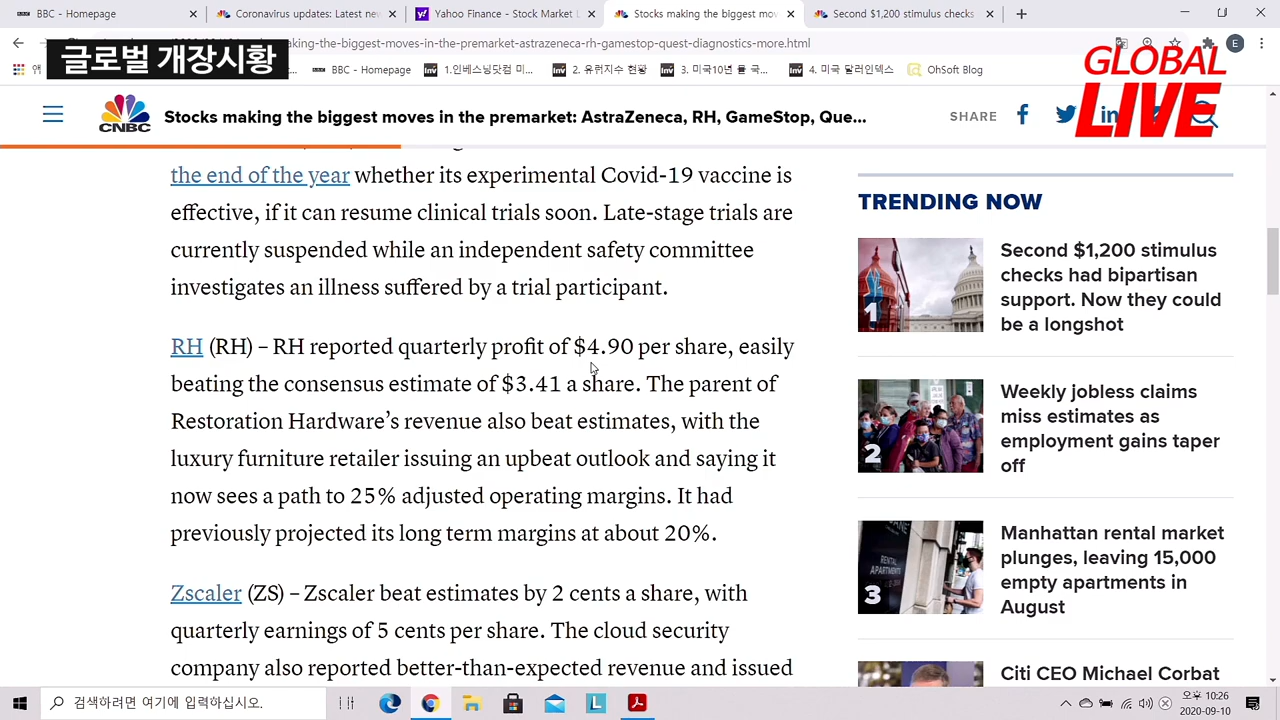 BBC - Homepage
Coronavirus updates: Latest new
Yahoo Finance - Stock Market L
Stocks making the biggest mov
Second $1,200 stimulus checks
making-the-biggest-moves-in-the-prem
azeneca-rh-gamestop-quest-diagnostics-more.html
글로벌 개장시황
GLOBAL
LIVE
BBC - Homepage
1.인베스팅닷컴 미...
2. 유럽지수 현황
3. 미국10년 물 국...
4. 미국 달러인덱스
OhSoft Blog
CNBC
Stocks making the biggest moves in the premarket: AstraZeneca, RH, GameStop, Que...
SHARE
the end of the year whether its experimental Covid-19 vaccine is
effective, if it can resume clinical trials soon. Late-stage trials are
currently suspended while an independent safety committee
investigates an illness suffered by a trial participant.
RH (RH) – RH reported quarterly profit of $4.90 per share, easily
beating the consensus estimate of $3.41 a share. The parent of
Restoration Hardware’s revenue also beat estimates, with the
luxury furniture retailer issuing an upbeat outlook and saying it
now sees a path to 25% adjusted operating margins. It had
previously projected its long term margins at about 20%.
Zscaler (ZS) – Zscaler beat estimates by 2 cents a share, with
quarterly earnings of 5 cents per share. The cloud security
company also reported better-than-expected revenue and issued
TRENDING NOW
1
Second $1,200 stimulus
checks had bipartisan
support. Now they could
be a longshot
2
Weekly jobless claims
miss estimates as
employment gains taper
off
3
Manhattan rental market
plunges, leaving 15,000
empty apartments in
August
Citi CEO Michael Corbat
검색하려면 여기에 입력하십시오.
오후 10:26
2020-09-10